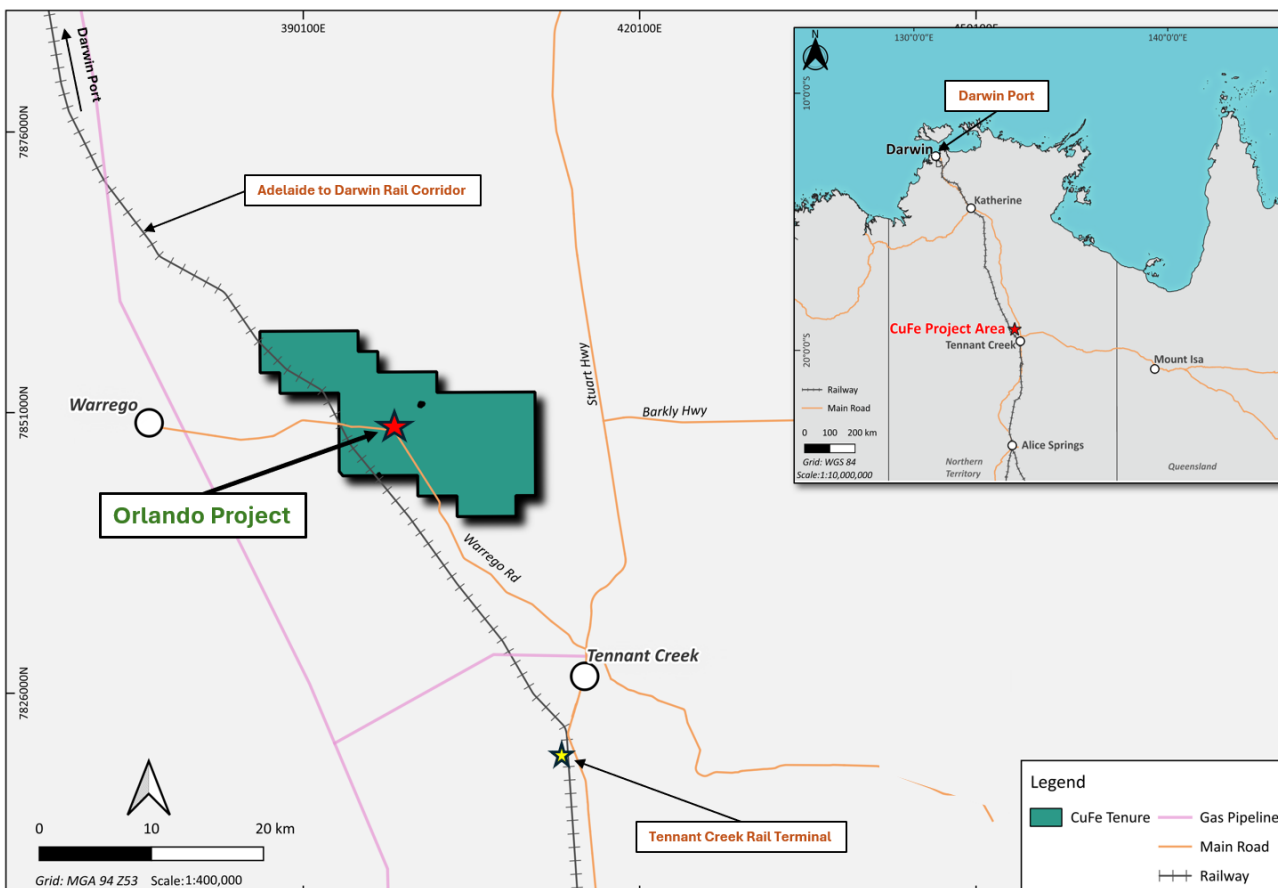 390100E
420100E
450100E
7876000N
7851000N
7826000N
Darwin Port
Adelaide to Darwin Rail Corridor
Warrego
Orlando Project
Warrego Rd
Stuart Hwy
Barkly Hwy
Tennant Creek
Tennant Creek Rail Terminal
0 10 20 km
Grid: MGA 94 Z53 Scale:1:400,000
130°0'0"E
140°0'0"E
N
10°0'0"S
20°0'0"S
Darwin Port
Darwin
Katherine
CuFe Project Area
Tennant Creek
Mount Isa
Railway
Main Road
0 100 200 km
Grid: WGS 84
Scale:1:10,000,000
Alice Springs
Northern
Territory
Queensland
Legend
CuFe Tenure
Gas Pipeline
Main Road
Railway